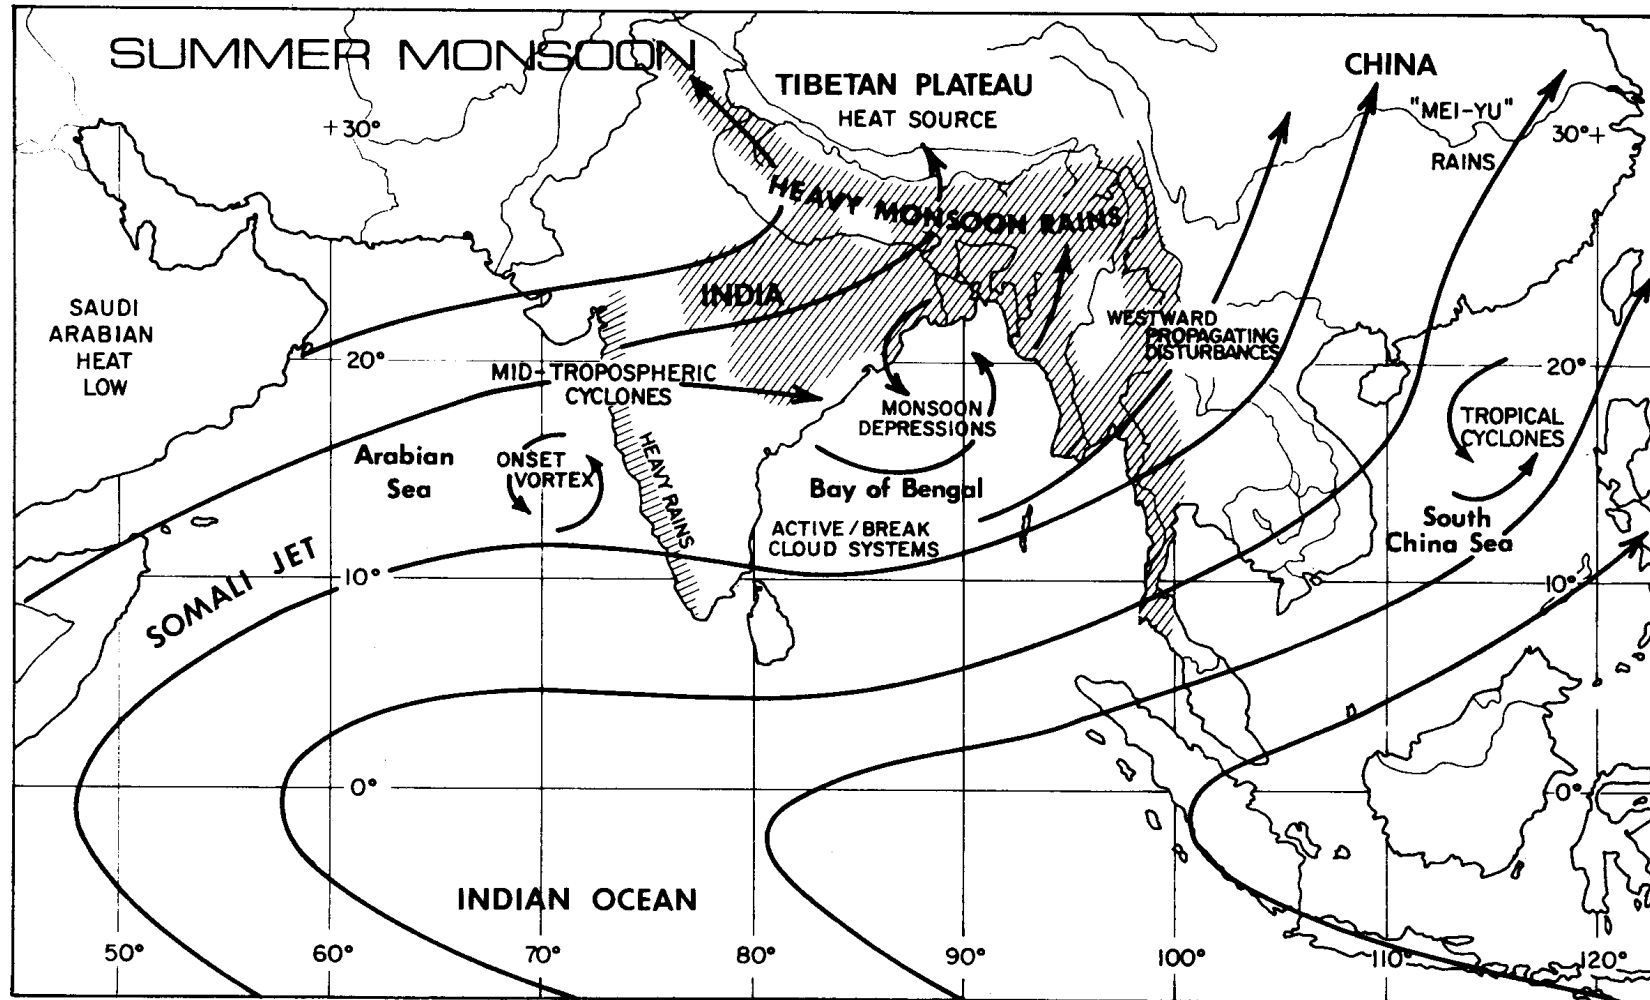 SUMMER MONSOON
TIBETAN PLATEAU
HEAT SOURCE
CHINA
"MEI-YU"
RAINS
30°
30°
HEAVY MONSOON RAINS
INDIA
SAUDI
ARABIAN
HEAT
LOW
WESTWARD
PROPAGATING
DISTURBANCES
20°
20°
MID-TROPOSPHERIC
CYCLONES
MONSOON
DEPRESSIONS
TROPICAL
CYCLONES
Arabian
Sea
ONSET
VORTEX
HEAVY RAINS
Bay of Bengal
ACTIVE/BREAK
CLOUD SYSTEMS
South
China Sea
SOMALI JET
10°
10°
0°
0°
INDIAN OCEAN
50°
60°
70°
80°
90°
100°
110°
120°